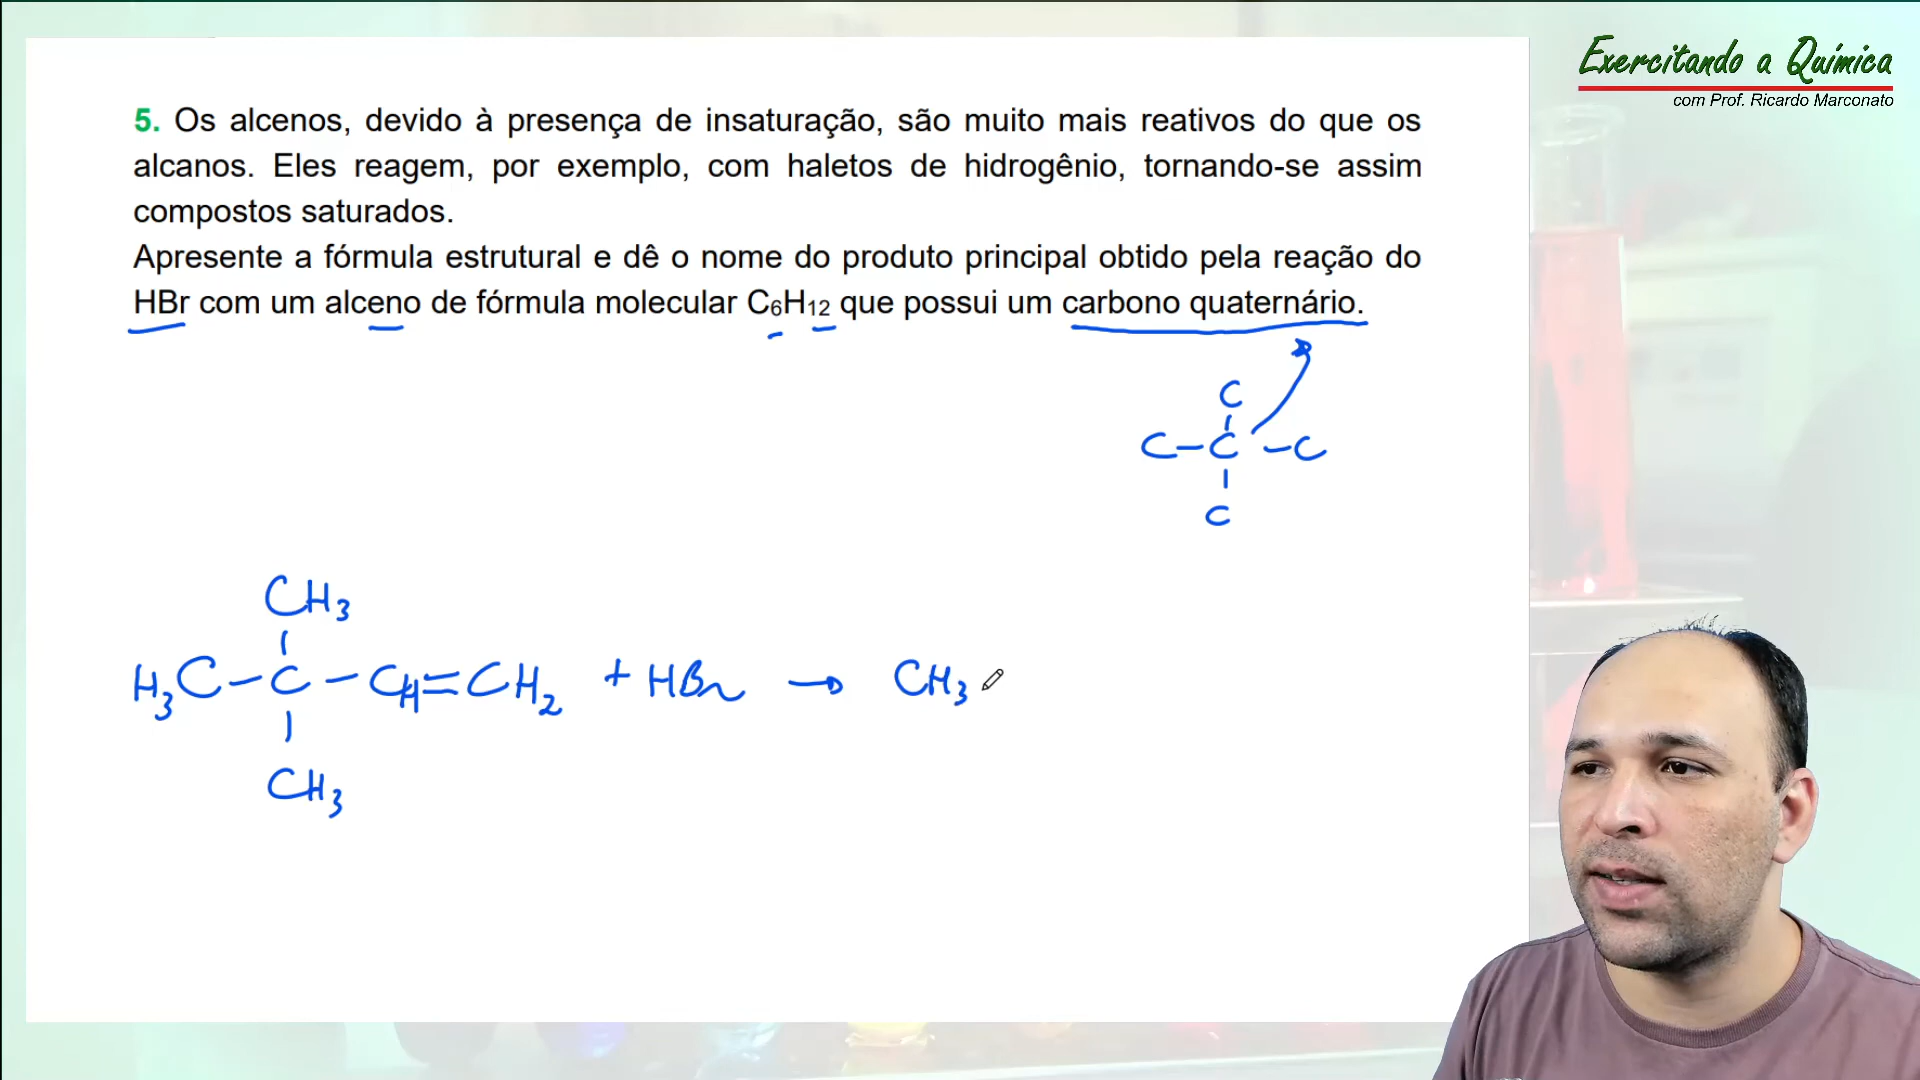 Exercitando a Química
com Prof. Ricardo Marconato
5. Os alcenos, devido à presença de insaturação, são muito mais reativos do que os
alcanos. Eles reagem, por exemplo, com haletos de hidrogênio, tornando-se assim
compostos saturados.
Apresente a fórmula estrutural e dê o nome do produto principal obtido pela reação do
HBr com um alceno de fórmula molecular C₆H₁₂ que possui um carbono quaternário.
C
C–C–C
C
CH₃
H₃C–C–CH=CH₂ + HBr → CH₃
CH₃